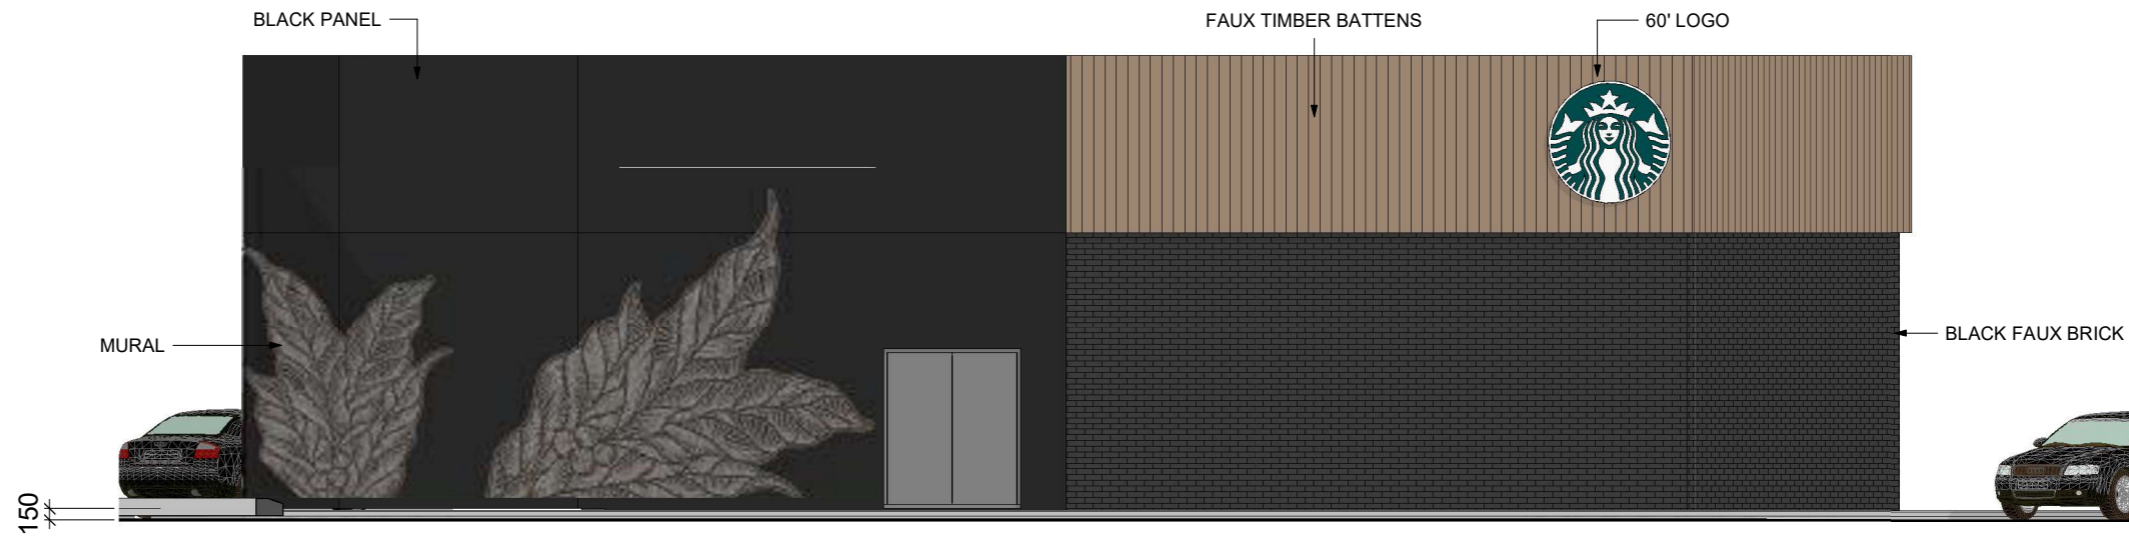 BLACK PANEL
FAUX TIMBER BATTENS
60' LOGO
MURAL
BLACK FAUX BRICK
150